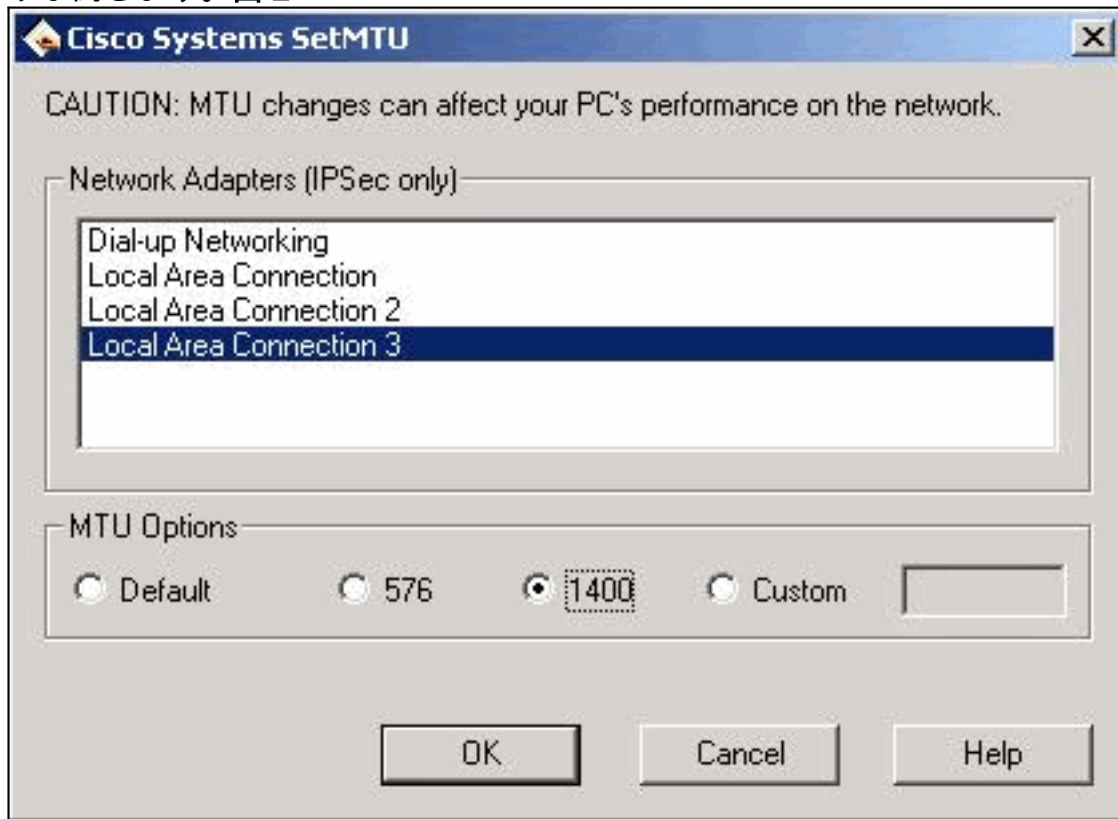 Cisco Systems SetMTU
CAUTION: MTU changes can affect your PC's performance on the network.
Network Adapters (IPSec only)
Dial-up Networking
Local Area Connection
Local Area Connection 2
Local Area Connection 3
MTU Options
Default 576 1400 Custom
OK Cancel Help